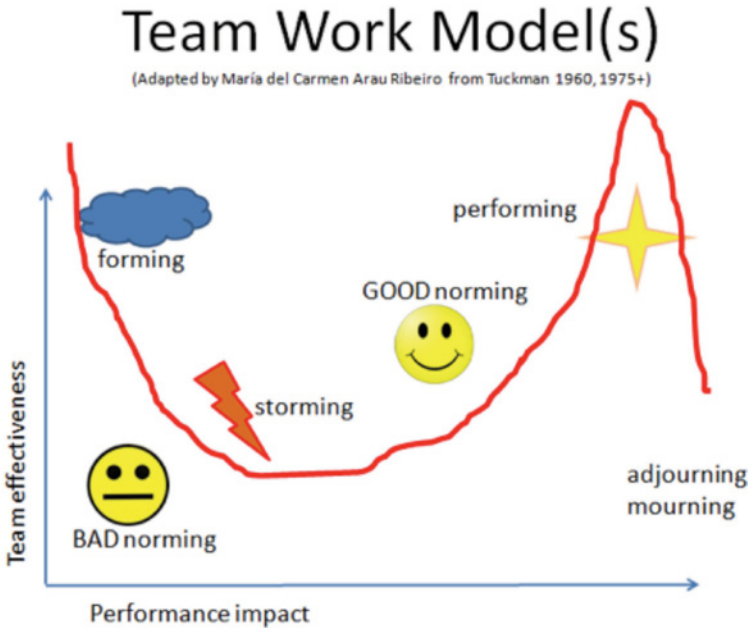 Team Work Model(s)
(Adapted by María del Carmen Arau Ribeiro from Tuckman 1960, 1975+)
performing
forming
GOOD norming
storming
adjourning
mourning
BAD norming
Team effectiveness
Performance impact